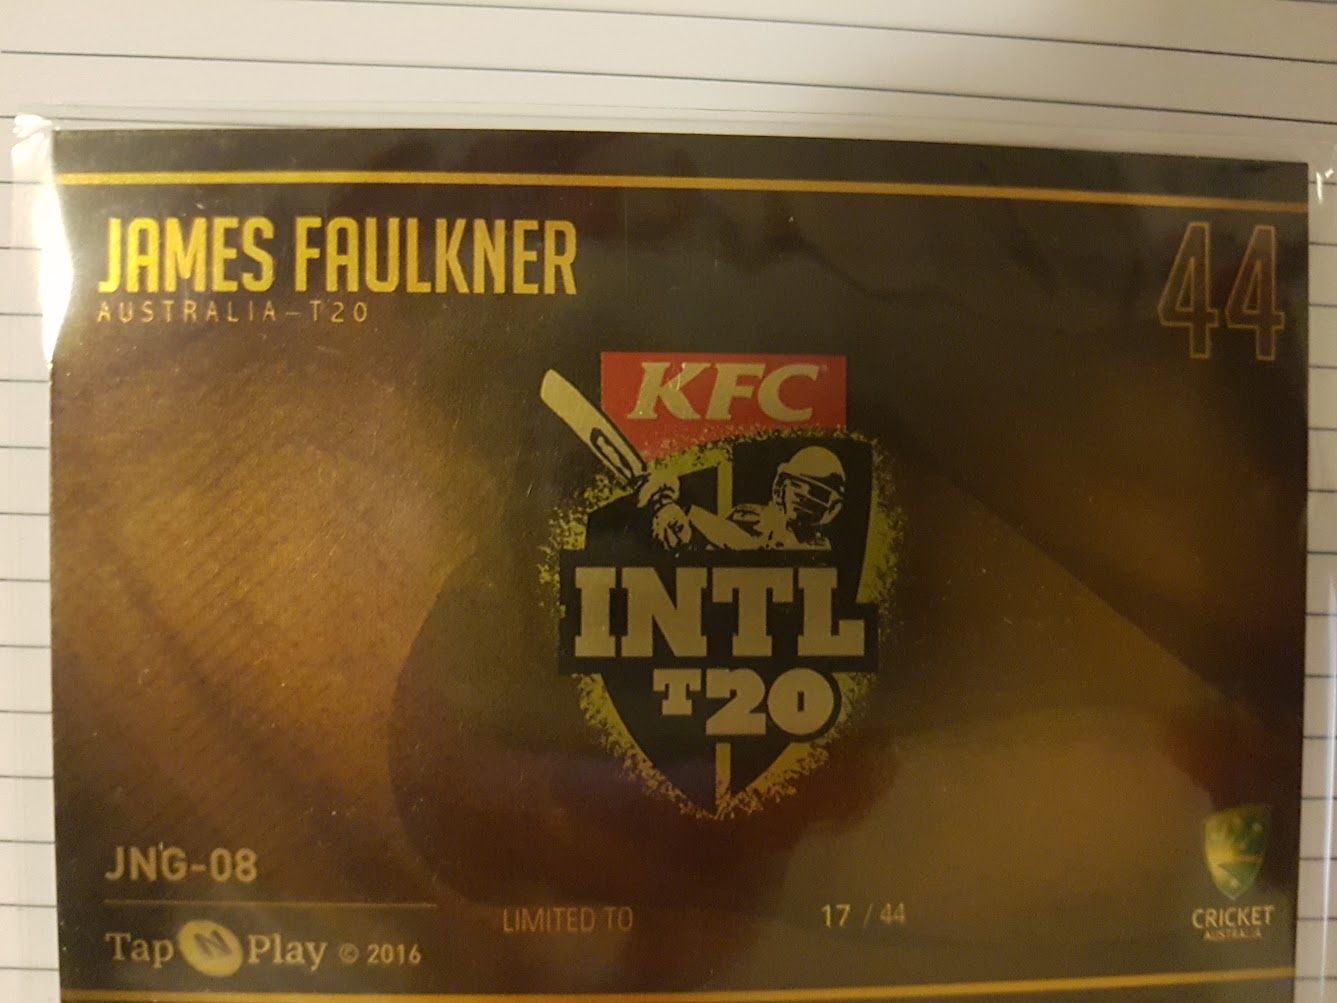 JAMES FAULKNER
AUSTRALIA-T20
44
KFC
INTL
T20
JNG-08
LIMITED TO 17 / 44
Tap N Play © 2016
CRICKET
AUSTRALIA